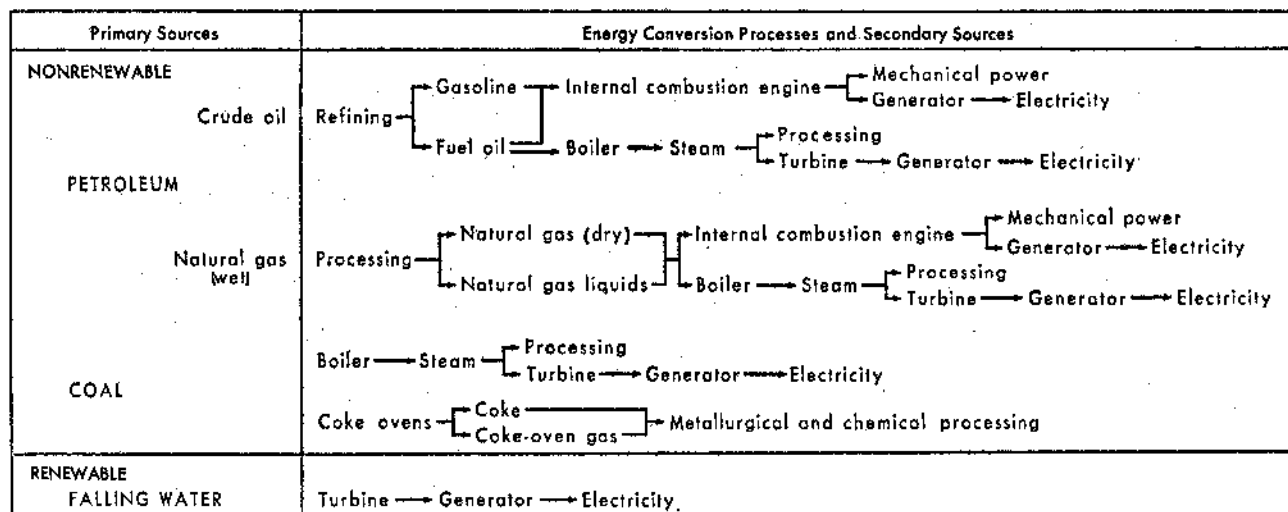 Primary Sources Energy Conversion Processes and Secondary Sources
NONRENEWABLE
Gasoline Internal combustion engine Mechanical power
Generator Electricity
Crude oil Refining
Fuel oil Boiler Steam Processing
Turbine Generator Electricity
PETROLEUM
Natural gas (dry) Internal combustion engine Mechanical power
Generator Electricity
Natural gas Processing
(wel)
Natural gas liquids Boiler Steam Processing
Turbine Generator Electricity
Boiler Steam Processing
Turbine Generator Electricity
COAL
Coke ovens Coke
Coke-oven gas Metallurgical and chemical processing
RENEWABLE
FALLING WATER Turbine Generator Electricity.